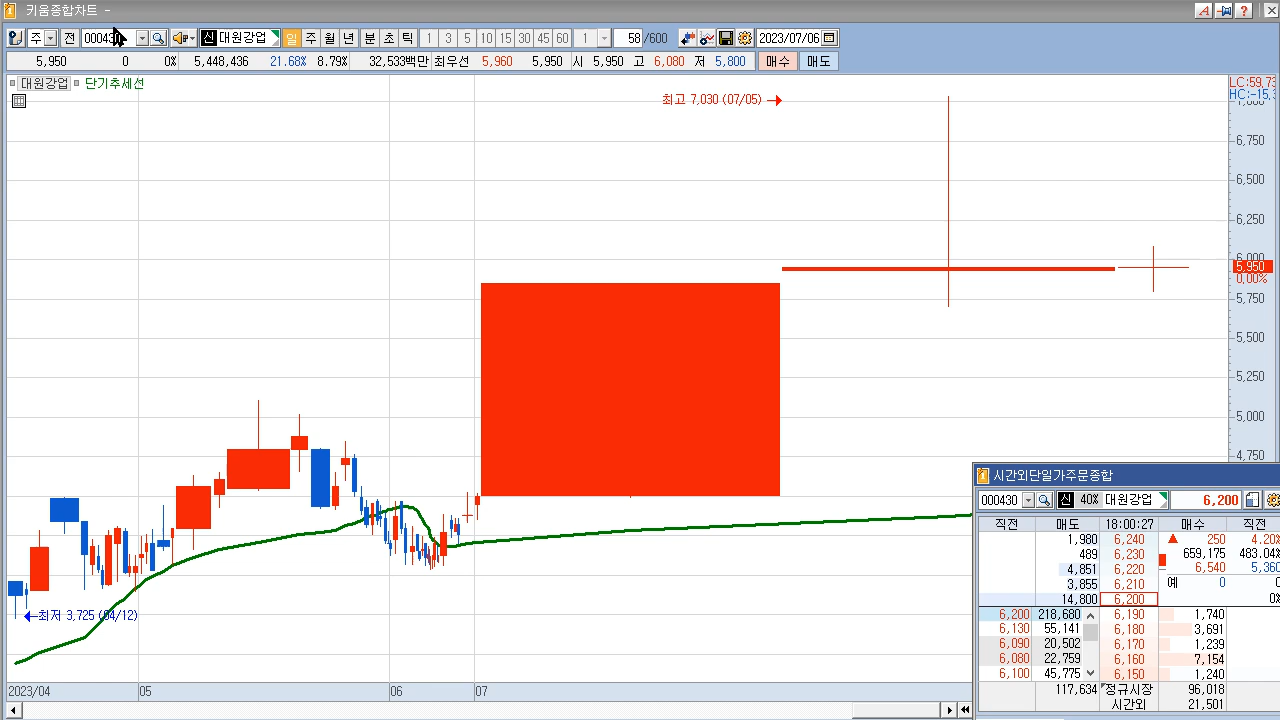 키움종합차트 -
주 전 000430 신 대원강업 일 주 월 년 분 초 틱 1 3 5 10 15 30 45 60 1 58 /600 2023/07/06
5,950 0 0% 5,448,436 21.68% 8.79% 32,533백만 최우선 5,960 5,950 시 5,950 고 6,080 저 5,800 매수 매도
대원강업 단기추세선
최고 7,030 (07/05)
최저 3,725 (04/12)
6,750
6,500
6,250
6,000
5,950
0.00%
5,750
5,500
5,250
5,000
4,750
2023/04 05 06 07
시간외단일가주문종합
000430 신 40% 대원강업 6,200
직전 매도 18:00:27 매수 직전
1,980 6,240 250 4.20%
489 6,230 659,175 483.04%
4,851 6,220 6,540 5,360
3,855 6,210 예 0
14,800 6,200 0%
6,200 218,680 6,190 1,740
6,130 55,141 6,180 3,691
6,090 20,502 6,170 1,239
6,080 22,759 6,160 7,154
6,100 45,775 6,150 1,240
117,634 정규시장 96,018
시간외 21,501